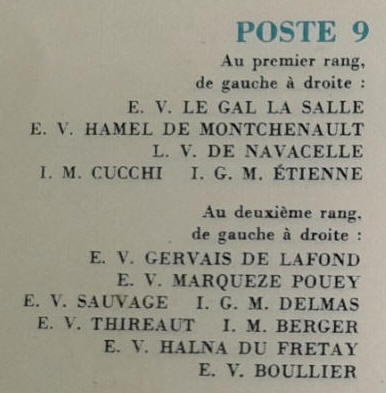 POSTE 9
Au premier rang,
de gauche à droite :
E. V. LE GAL LA SALLE
E. V. HAMEL DE MONTCHENAULT
L. V. DE NAVACELLE
I. M. CUCCHI I. G. M. ÉTIENNE
Au deuxième rang,
de gauche à droite :
E. V. GERVAIS DE LAFOND
E. V. MARQUEZE POUEY
E. V. SAUVAGE I. G. M. DELMAS
E. V. THIREAUT I. M. BERGER
E. V. HALNA DU FRETAY
E. V. BOULLIER